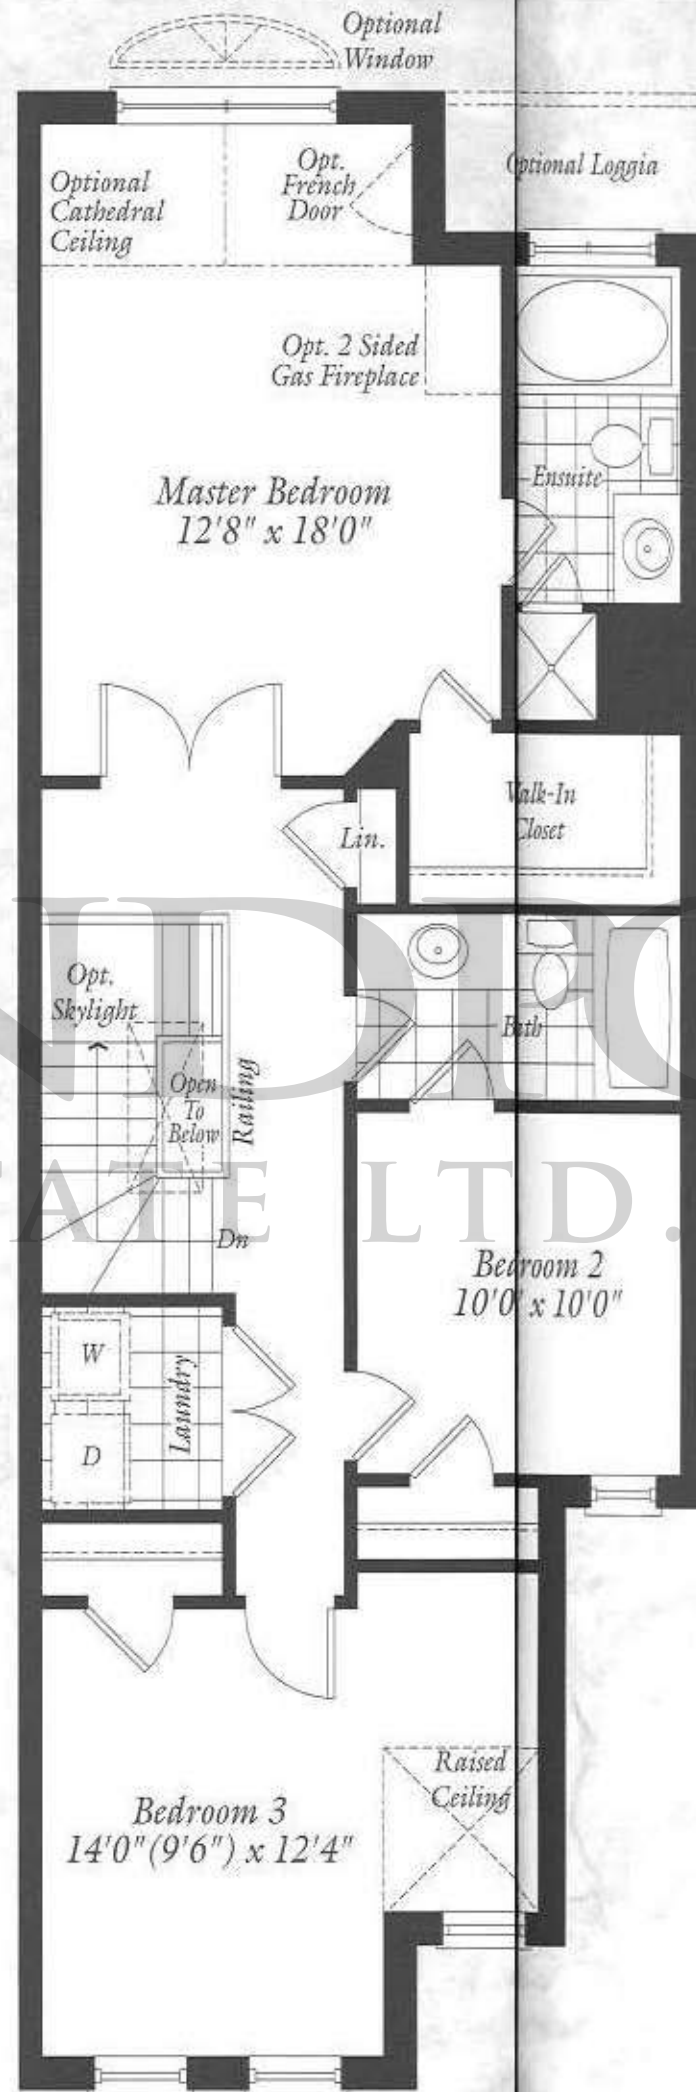 Optional
Window
Optional
Cathedral
Ceiling
Opt.
French
Door
Optional Loggia
Opt. 2 Sided
Gas Fireplace
Ensuite
Master Bedroom
12'8" x 18'0"
Walk-In
Closet
Lin.
Opt.
Skylight
Open
To
Below
Railing
Bath
Dn
Bedroom 2
10'0" x 10'0"
W
D
Laundry
Raised
Ceiling
Bedroom 3
14'0"(9'6") x 12'4"
LTD.